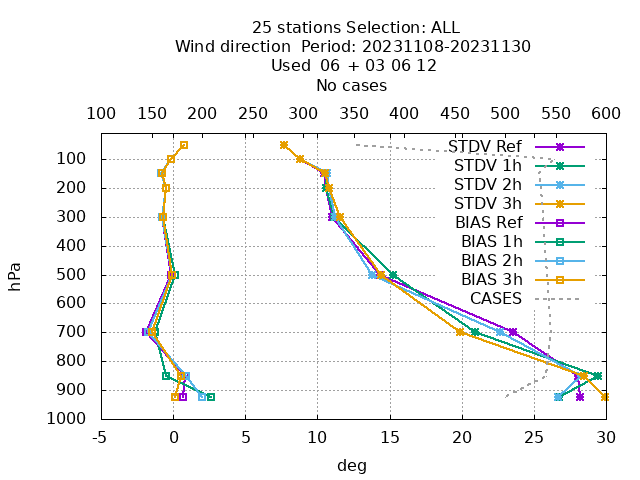 25 stations Selection: ALL
Wind direction  Period: 20231108-20231130
Used  06 + 03 06 12
No cases
100 150 200 250 300 350 400 450 500 550 600
STDV Ref
STDV 1h
STDV 2h
STDV 3h
BIAS Ref
BIAS 1h
BIAS 2h
BIAS 3h
CASES
100
200
300
400
500
600
700
800
900
1000
hPa
-5 0 5 10 15 20 25 30
deg